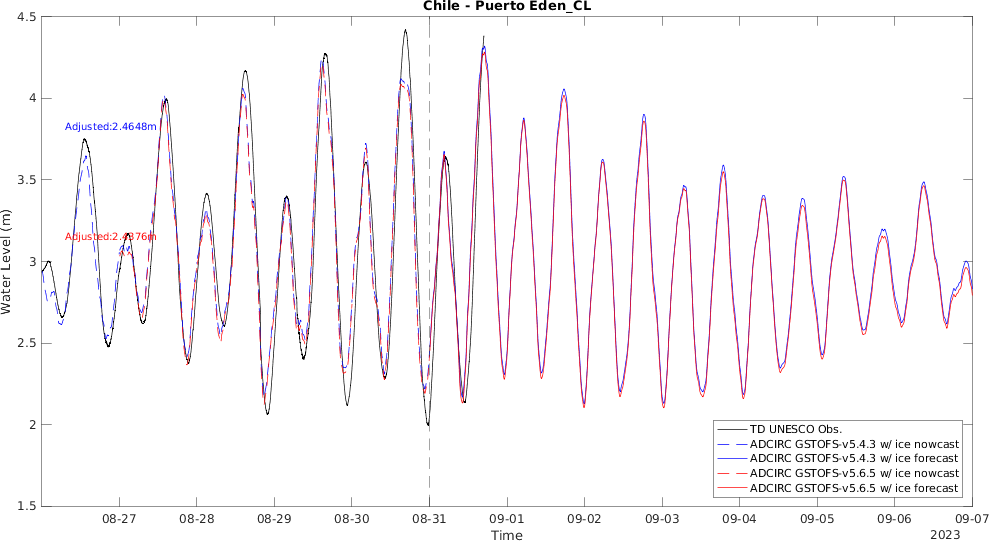 Chile - Puerto Eden_CL
4.5
4
3.5
3
2.5
2
1.5
Water Level (m)
Adjusted:2.4648m
Adjusted:2.4376m
TD UNESCO Obs.
ADCIRC GSTOFS-v5.4.3 w/ ice nowcast
ADCIRC GSTOFS-v5.4.3 w/ ice forecast
ADCIRC GSTOFS-v5.6.5 w/ ice nowcast
ADCIRC GSTOFS-v5.6.5 w/ ice forecast
08-27 08-28 08-29 08-30 08-31 09-01 09-02 09-03 09-04 09-05 09-06 09-07
Time
2023